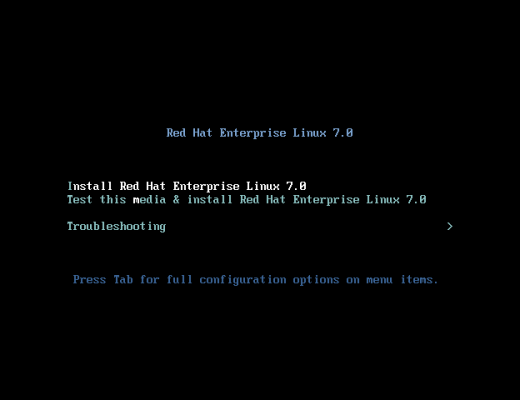 Red Hat Enterprise Linux 7.0
Install Red Hat Enterprise Linux 7.0
Test this media & install Red Hat Enterprise Linux 7.0
Troubleshooting >
Press Tab for full configuration options on menu items.